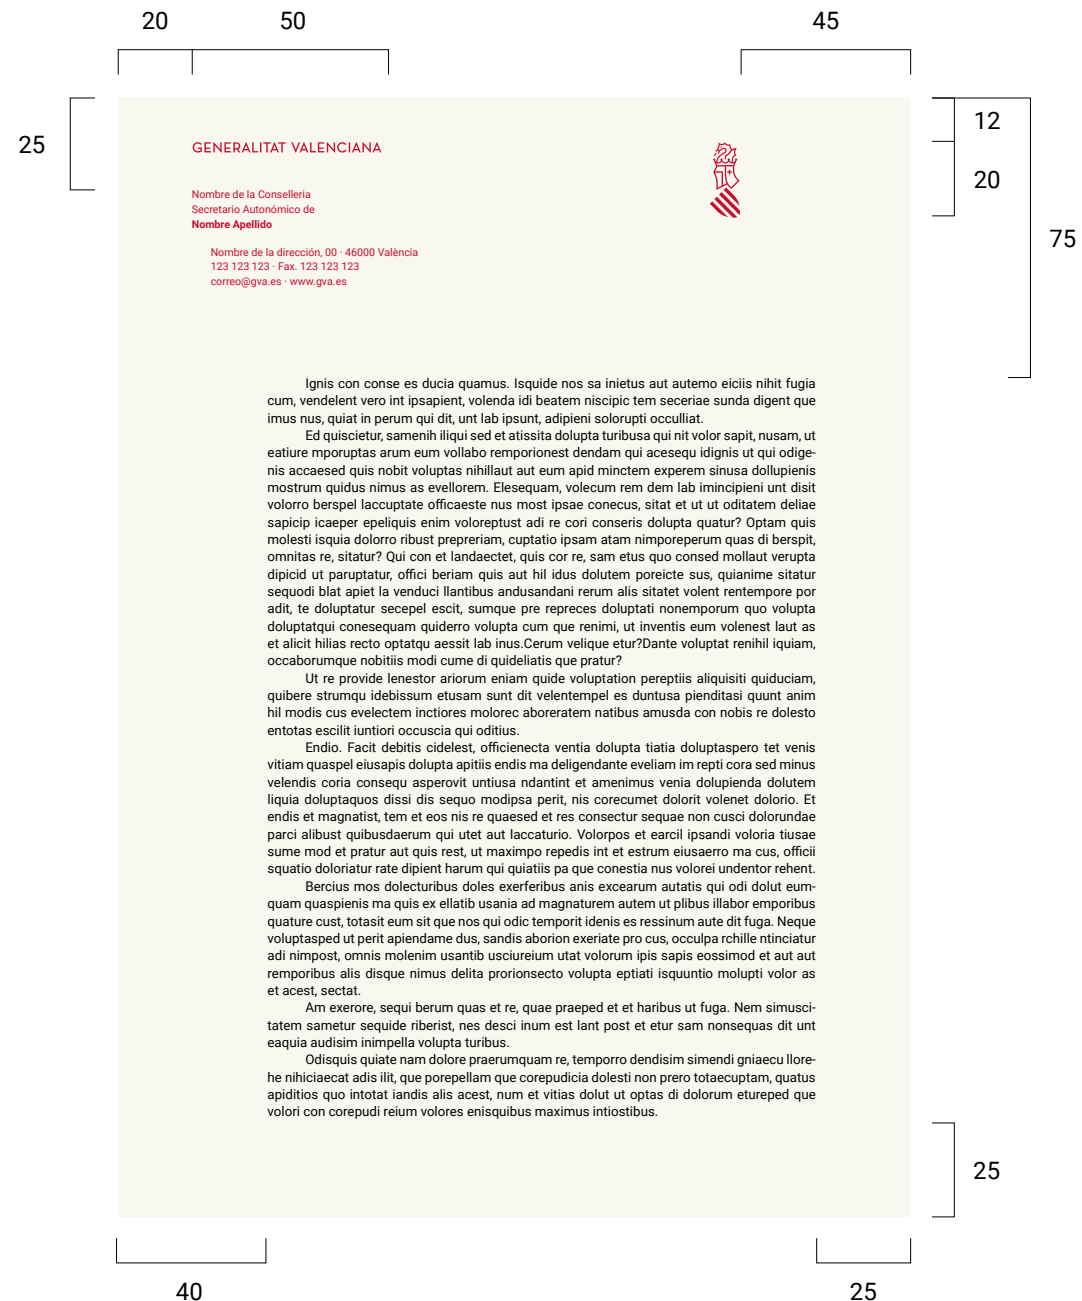 20 50 45
25
12
20
75
GENERALITAT VALENCIANA
Nombre de la Conselleria
Secretario Autonómico de
Nombre Apellido
Nombre de la dirección, 00 · 46000 València
123 123 123 · Fax. 123 123 123
correo@gva.es · www.gva.es
Ignis con conse es ducia quamus. Isquide nos sa inietus aut autemo eiciis nihit fugia
cum, vendelent vero int ipsapient, volenda idi beatem niscipic tem seceriae sunda digent que
imus nus, quiat in perum qui dit, unt lab ipsunt, adipieni solorupti occulliat.
Ed quiscietur, samenih iliqui sed et atissita dolupta turibusa qui nit volor sapit, nusam, ut
eatiure mporuptas arum eum vollabo remporionest dendam qui acesequ idignis ut qui odige-
nis accaesed quis nobit voluptas nihillaut aut eum apid minctem experem sinusa dollupienis
mostrum quidus nimus as evellorem. Elesequam, volecum rem dem lab imincipieni unt disit
volorro berspel laccuptate officaeste nus most ipsae conecus, sitat et ut ut oditatem deliae
sapicip icaeper epeliquis enim voloreptust adi re cori conseris dolupta quatur? Optam quis
molesti isquia dolorro ribust prepreriam, cuptatio ipsam atam nimporeperum quas di berspit,
omnitas re, sitatur? Qui con et landaectet, quis cor re, sam etus quo consed mollaut verupta
dipicid ut paruptatur, offici beriam quis aut hil idus dolutem poreicte sus, quianime sitatur
sequodi blat apiet la venduci llantibus andusandani rerum alis sitatet volent rentempore por
adit, te doluptatur secepel escit, sumque pre repreces doluptati nonemporum quo volupta
doluptatqui conesequam quiderro volupta cum que renimi, ut inventis eum volenest laut as
et alicit hilias recto optatqu aessit lab inus.Cerum velique etur?Dante voluptat renihil iquiam,
occaborumque nobitiis modi cume di quideliatis que pratur?
Ut re provide lenestor ariorum eniam quide voluptation pereptiis aliquisiti quiduciam,
quibere strumqu idebissum etusam sunt dit velentempel es duntusa pienditasi quunt anim
hil modis cus evelectem inctiores molorec aboreratem natibus amusda con nobis re dolesto
entotas escilit iuntiori occuscia qui oditius.
Endio. Facit debitis cidelest, officienecta ventia dolupta tiatia doluptaspero tet venis
vitiam quaspel eiusapis dolupta apitiis endis ma deligendante eveliam im repti cora sed minus
velendis coria consequ asperovit untiusa ndantint et amenimus venia dolupienda dolutem
liquia doluptaquos dissi dis sequo modipsa perit, nis corecumet dolorit volenet dolorio. Et
endis et magnatist, tem et eos nis re quaesed et res consectur sequae non cusci dolorundae
parci alibust quibusdaerum qui utet aut laccaturio. Volorpos et earcil ipsandi voloria tiusae
sume mod et pratur aut quis rest, ut maximpo repedis int et estrum eiusaerro ma cus, officii
squatio doloriatur rate dipient harum qui quiatiis pa que conestia nus volorei undentor rehent.
Bercius mos dolecturibus doles exerferibus anis excearum autatis qui odi dolut eum-
quam quaspienis ma quis ex ellatib usania ad magnaturem autem ut plibus illabor emporibus
quature cust, totasit eum sit que nos qui odic temporit idenis es ressinum aute dit fuga. Neque
voluptasped ut perit apiendame dus, sandis aborion exeriate pro cus, occulpa rchille ntinciatur
adi nimpost, omnis molenim usantib usciureium utat volorum ipis sapis eossimod et aut aut
remporibus alis disque nimus delita prorionsecto volupta eptiati isquuntio molupti volor as
et acest, sectat.
Am exerore, sequi berum quas et re, quae praeped et et haribus ut fuga. Nem simusci-
tatem sametur sequide riberist, nes desci inum est lant post et etur sam nonsequas dit unt
eaquia audisim inimpella volupta turibus.
Odisquis quiate nam dolore praerumquam re, temporro dendisim simendi gniaecu llore-
he nihiciaecat adis ilit, que porepellam que corepudicia dolesti non prero totaecuptam, quatus
apiditios quo intotat iandis alis acest, num et vitias dolut ut optas di dolorum etureped que
volori con corepudi reium volores enisquibus maximus intiostibus.
25
40 25